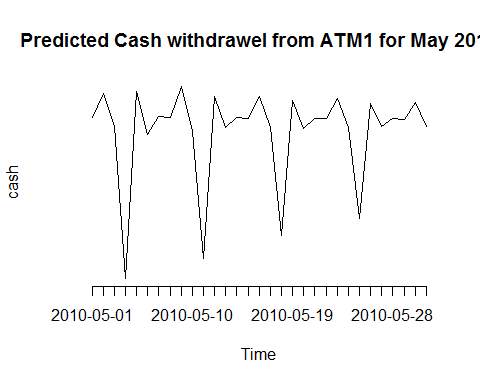 Predicted Cash withdrawel from ATM1 for May 201
cash
2010-05-01 2010-05-10 2010-05-19 2010-05-28
Time